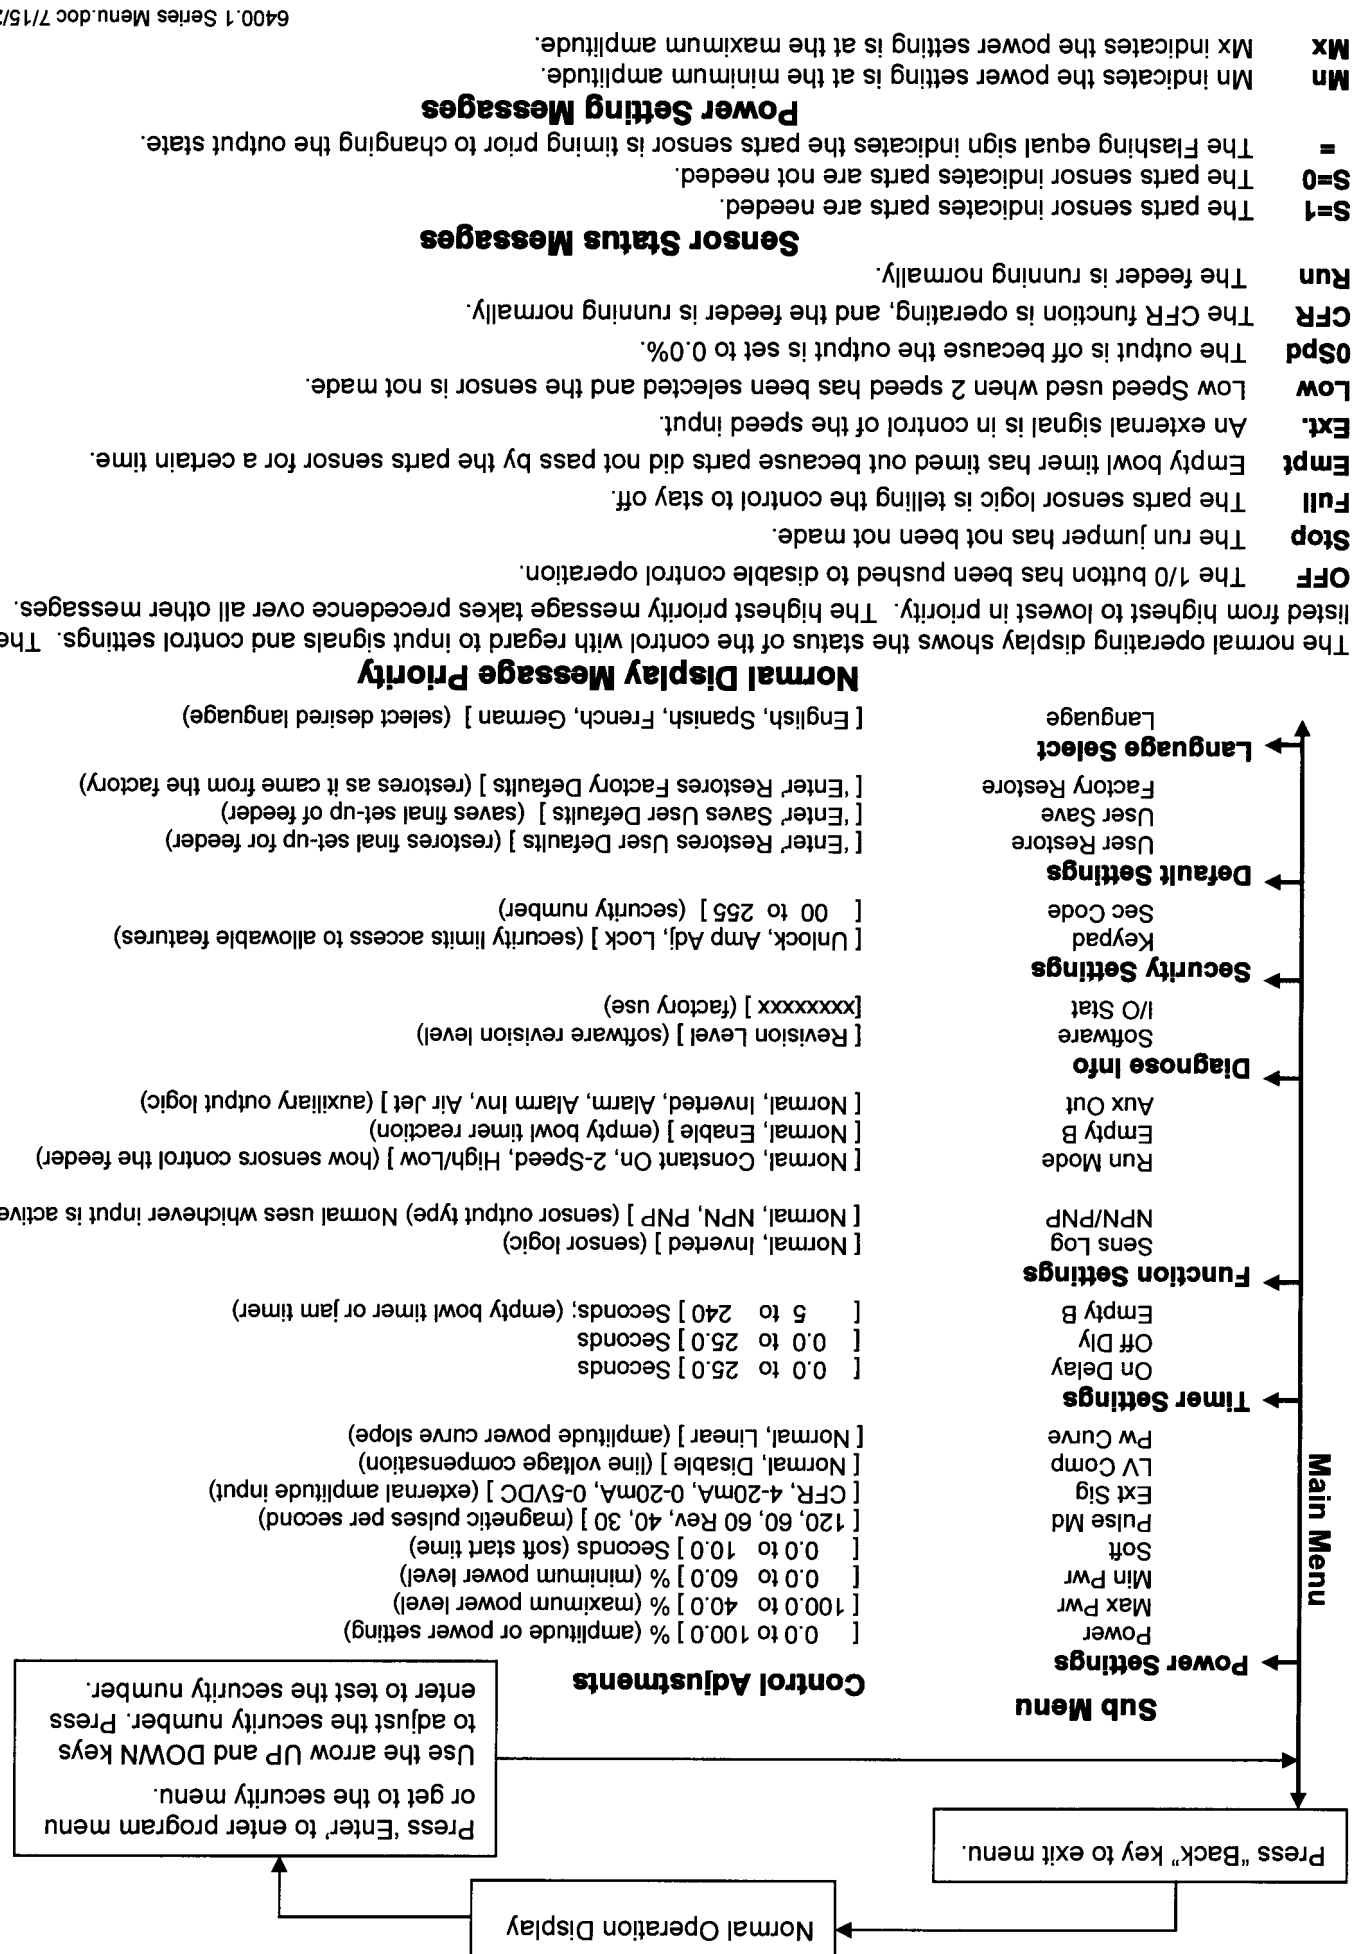 Normal Operation Display
Press "Back" key to exit menu.
Press 'Enter' to enter program menu
or get to the security menu.
Use the arrow UP and DOWN keys
to adjust the security number. Press
enter to test the security number.
Main Menu
Sub Menu Control Adjustments
Power Settings
Power [ 0.0 to 100.0 ] % (amplitude or power setting)
Max Pwr [ 100.0 to 40.0 ] % (maximum power level)
Min Pwr [ 0.0 to 60.0 ] % (minimum power level)
Soft [ 0.0 to 10.0 ] Seconds (soft start time)
Pulse Md [ 120, 60, 60 Rev, 40, 30 ] (magnetic pulses per second)
Ext Sig [ CFR, 4-20mA, 0-20mA, 0-5VDC ] (external amplitude input)
LV Comp [ Normal, Disable ] (line voltage compensation)
Pw Curve [ Normal, Linear ] (amplitude power curve slope)
Timer Settings
On Delay [ 0.0 to 25.0 ] Seconds
Off Dly [ 0.0 to 25.0 ] Seconds
Empty B [ 5 to 240 ] Seconds; (empty bowl timer or jam timer)
Function Settings
Sens Log [ Normal, Inverted ] (sensor logic)
NPN/PNP [ Normal, NPN, PNP ] (sensor output type) Normal uses whichever input is active
Run Mode [ Normal, Constant On, 2-Speed, High/Low ] (how sensors control the feeder)
Empty B [ Normal, Enable ] (empty bowl timer reaction)
Aux Out [ Normal, Inverted, Alarm, Alarm Inv, Air Jet ] (auxiliary output logic)
Diagnose Info
Software [ Revision Level ] (software revision level)
I/O Stat [xxxxxxxx ] (factory use)
Security Settings
Keypad [ Unlock, Amp Adj, Lock ] (security limits access to allowable features)
Sec Code [ 00 to 255 ] (security number)
Default Settings
User Restore [ 'Enter' Restores User Defaults ] (restores final set-up for feeder)
User Save [ 'Enter' Saves User Defaults ] (saves final set-up of feeder)
Factory Restore [ 'Enter' Restores Factory Defaults ] (restores as it came from the factory)
Language Select
Language [ English, Spanish, French, German ] (select desired language)
Normal Display Message Priority
The normal operating display shows the status of the control with regard to input signals and control settings. The
listed from highest to lowest in priority. The highest priority message takes precedence over all other messages.
OFF The 1/0 button has been pushed to disable control operation.
Stop The run jumper has not been not made.
Full The parts sensor logic is telling the control to stay off.
Empt Empty bowl timer has timed out because parts did not pass by the parts sensor for a certain time.
Ext. An external signal is in control of the speed input.
Low Low Speed used when 2 speed has been selected and the sensor is not made.
0Spd The output is off because the output is set to 0.0%.
CFR The CFR function is operating, and the feeder is running normally.
Run The feeder is running normally.
Sensor Status Messages
S=1 The parts sensor indicates parts are needed.
S=0 The parts sensor indicates parts are not needed.
= The Flashing equal sign indicates the parts sensor is timing prior to changing the output state.
Power Setting Messages
Mn Mn indicates the power setting is at the minimum amplitude.
Mx Mx indicates the power setting is at the maximum amplitude.
6400.1 Series Menu.doc 7/15/